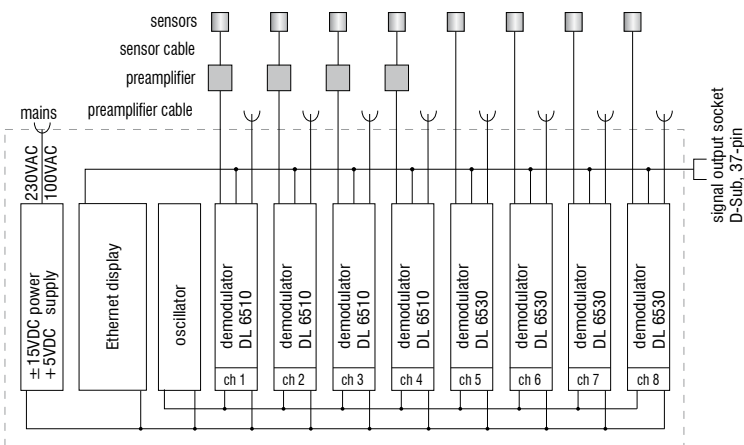 sensors
sensor cable
preamplifier
preamplifier cable
mains
230VAC
100VAC
signal output socket
D-Sub, 37-pin
±15VDC power
+5VDC supply
Ethernet display
oscillator
demodulator
DL 6510
ch 1
demodulator
DL 6510
ch 2
demodulator
DL 6510
ch 3
demodulator
DL 6510
ch 4
demodulator
DL 6530
ch 5
demodulator
DL 6530
ch 6
demodulator
DL 6530
ch 7
demodulator
DL 6530
ch 8